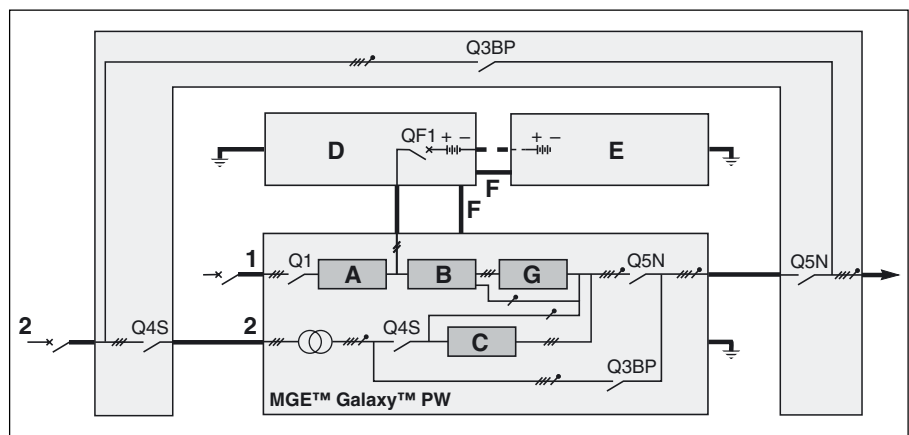 Q3BP
QF1 + −
+ −
D
E
F
F
1
Q1
A
B
G
Q5N
Q5N
2
Q4S
2
Q4S
C
Q3BP
MGE™ Galaxy™ PW